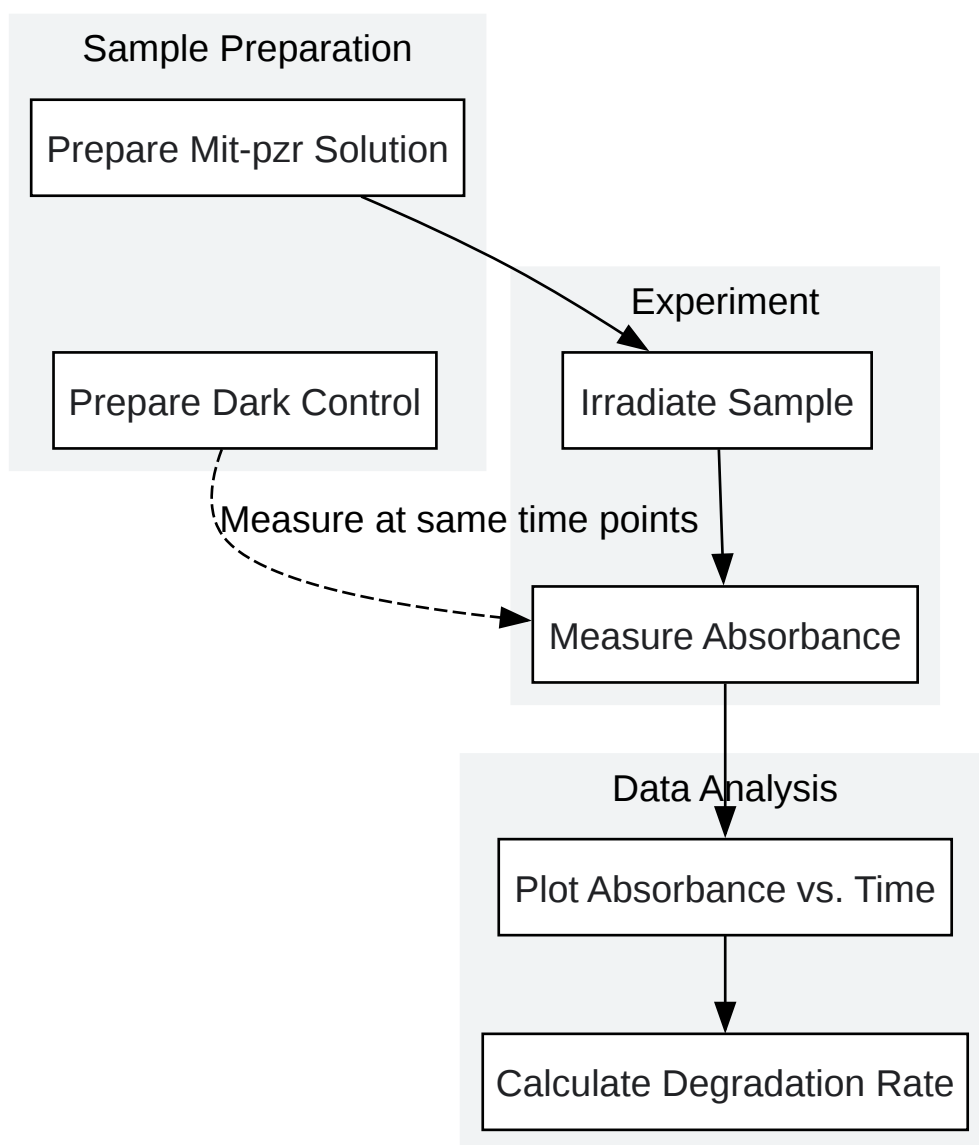 Sample Preparation
Prepare Mit-pzr Solution
Experiment
Prepare Dark Control
Irradiate Sample
Measure at same time points
Measure Absorbance
Data Analysis
Plot Absorbance vs. Time
Calculate Degradation Rate